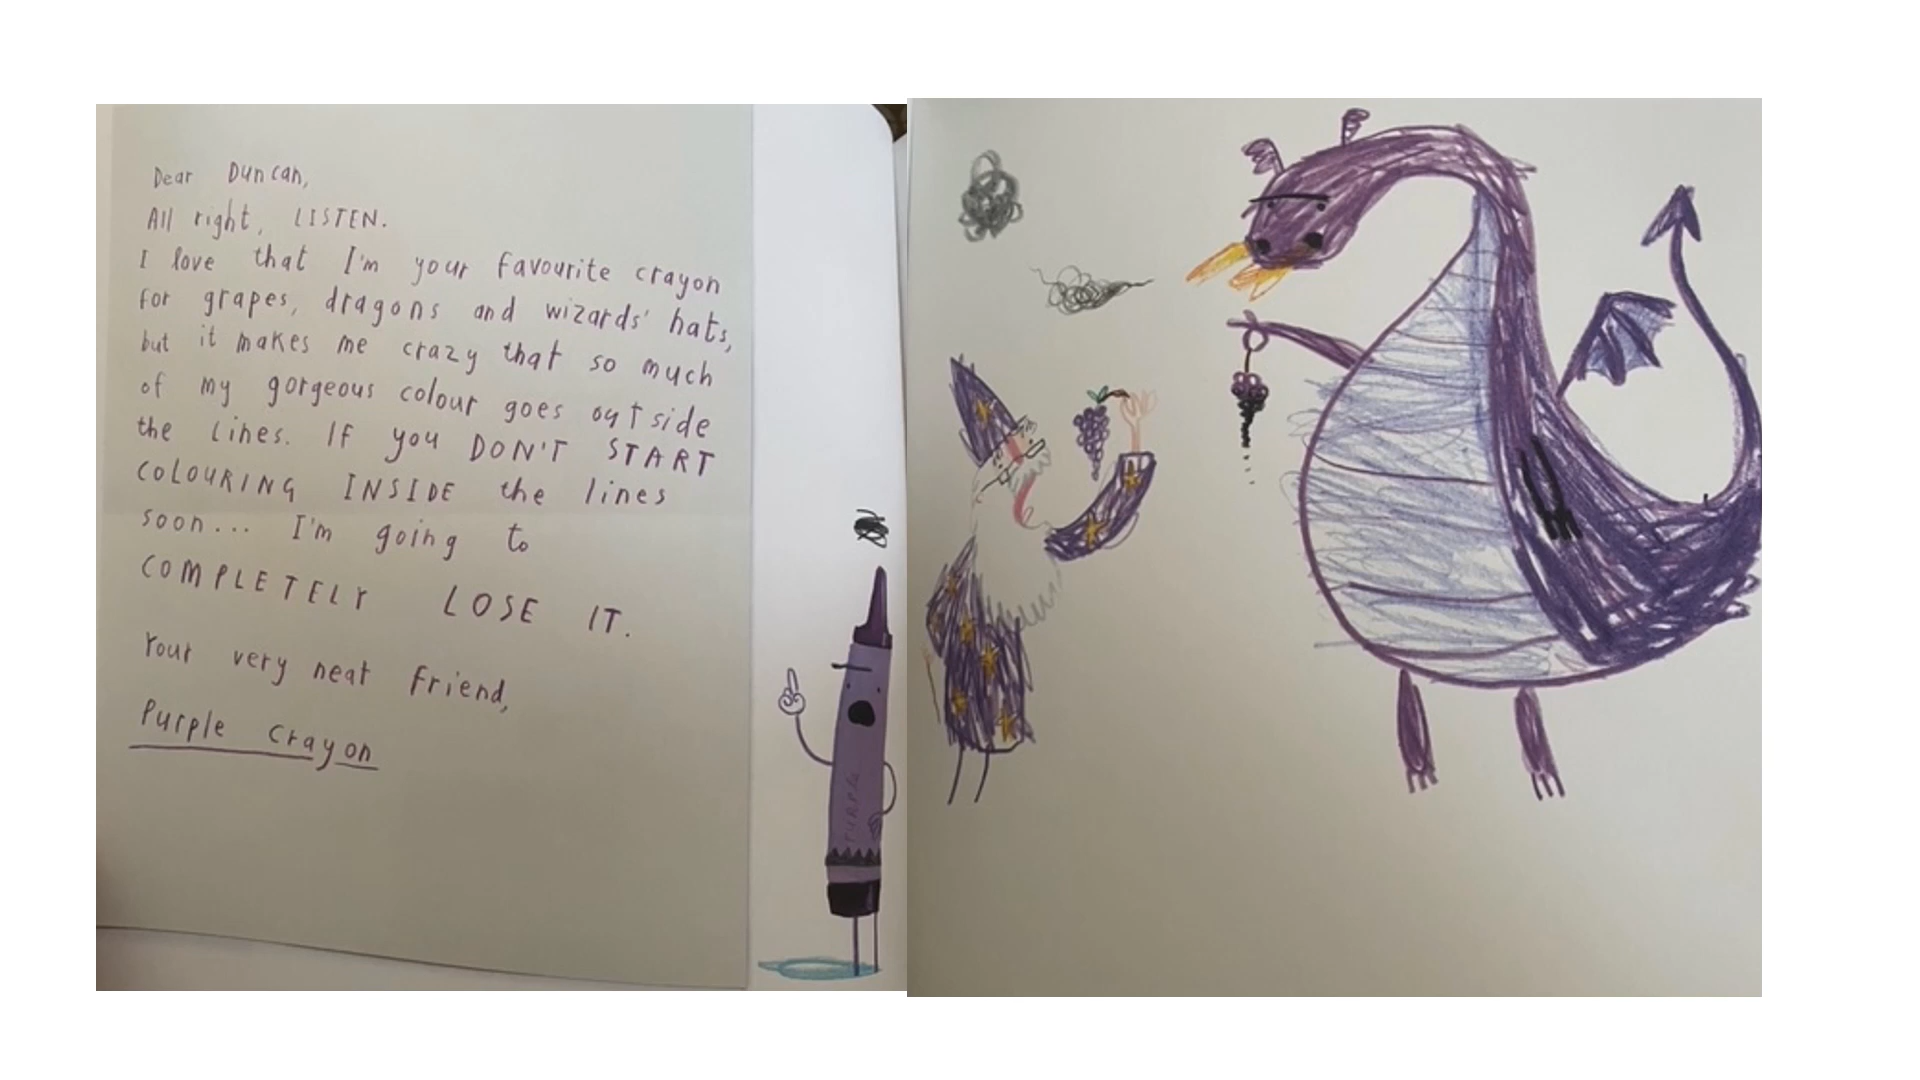 Dear Duncan,
All right, LISTEN.
I love that I'm your favourite crayon
for grapes, dragons and wizards' hats,
but it makes me crazy that so much
of my gorgeous colour goes outside
the lines. If you DON'T START
COLOURING INSIDE the lines
soon... I'm going to
COMPLETELY LOSE IT.
Your very neat friend,
Purple Crayon
PURPLE